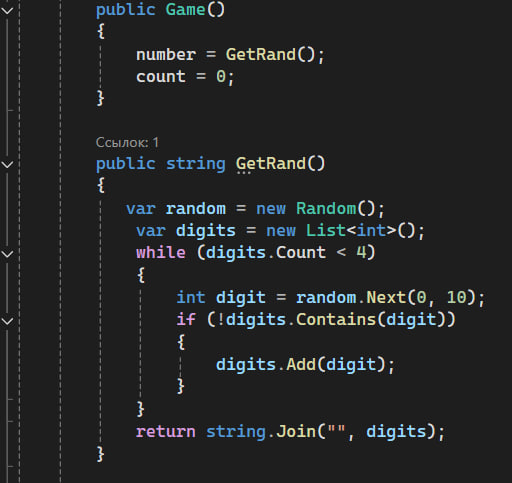 public Game()
{
number = GetRand();
count = 0;
}
Ссылок: 1
public string GetRand()
{
var random = new Random();
var digits = new List<int>();
while (digits.Count < 4)
{
int digit = random.Next(0, 10);
if (!digits.Contains(digit))
{
digits.Add(digit);
}
}
return string.Join("", digits);
}